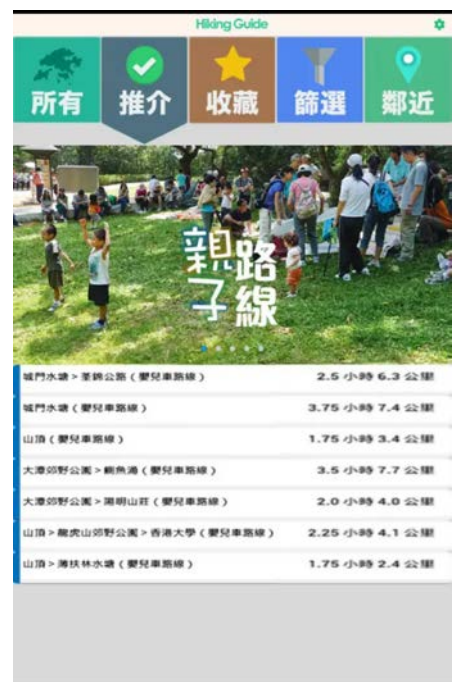 Hiking Guide
所有 推介 收藏 篩選 鄰近
親子路線
城門水塘 > 荃錦公路 ( 嬰兒車路線 ) 2.5 小時 6.3 公里
城門水塘 ( 嬰兒車路線 ) 3.75 小時 7.4 公里
山頂 ( 嬰兒車路線 ) 1.75 小時 3.4 公里
大潭郊野公園 > 鰂魚涌 ( 嬰兒車路線 ) 3.5 小時 7.7 公里
大潭郊野公園 > 陽明山莊 ( 嬰兒車路線 ) 2.0 小時 4.0 公里
山頂 > 龍虎山郊野公園 > 香港大學 ( 嬰兒車路線 ) 2.25 小時 4.1 公里
山頂 > 薄扶林水塘 ( 嬰兒車路線 ) 1.75 小時 2.4 公里